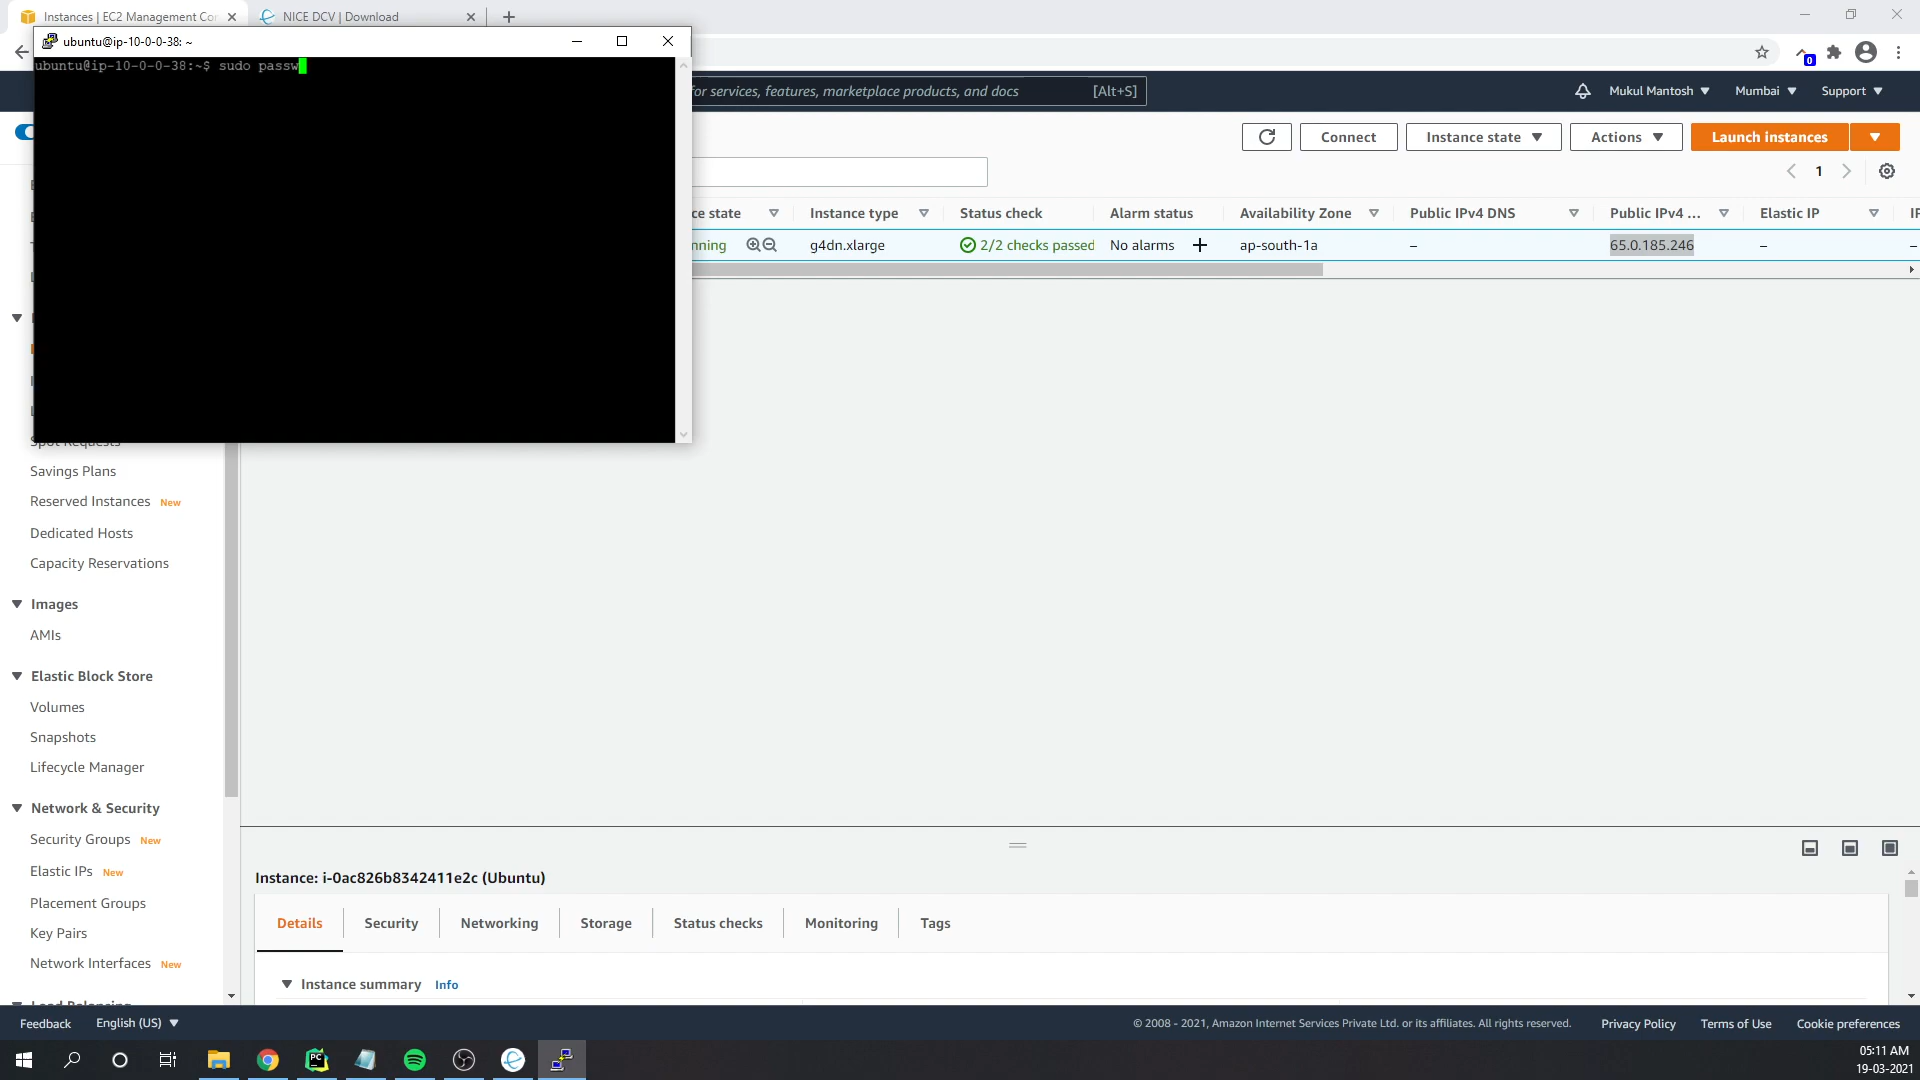 Instances | EC2 Management Con
NICE DCV | Download
ubuntu@ip-10-0-0-38: ~
ubuntu@ip-10-0-0-38:~$ sudo passw
0
for services, features, marketplace products, and docs
[Alt+S]
Mukul Mantosh
Mumbai
Support
Connect
Instance state
Actions
Launch instances
1
ce state
Instance type
Status check
Alarm status
Availability Zone
Public IPv4 DNS
Public IPv4 ...
Elastic IP
nning
g4dn.xlarge
2/2 checks passed
No alarms
ap-south-1a
–
65.0.185.246
–
–
Spot Requests
Savings Plans
Reserved Instances New
Dedicated Hosts
Capacity Reservations
Images
AMIs
Elastic Block Store
Volumes
Snapshots
Lifecycle Manager
Network & Security
Security Groups New
Elastic IPs New
Placement Groups
Key Pairs
Network Interfaces New
Load Balancing
Instance: i-0ac826b8342411e2c (Ubuntu)
Details
Security
Networking
Storage
Status checks
Monitoring
Tags
Instance summary Info
Feedback
English (US)
© 2008 - 2021, Amazon Internet Services Private Ltd. or its affiliates. All rights reserved.
Privacy Policy
Terms of Use
Cookie preferences
PC
05:11 AM
19-03-2021